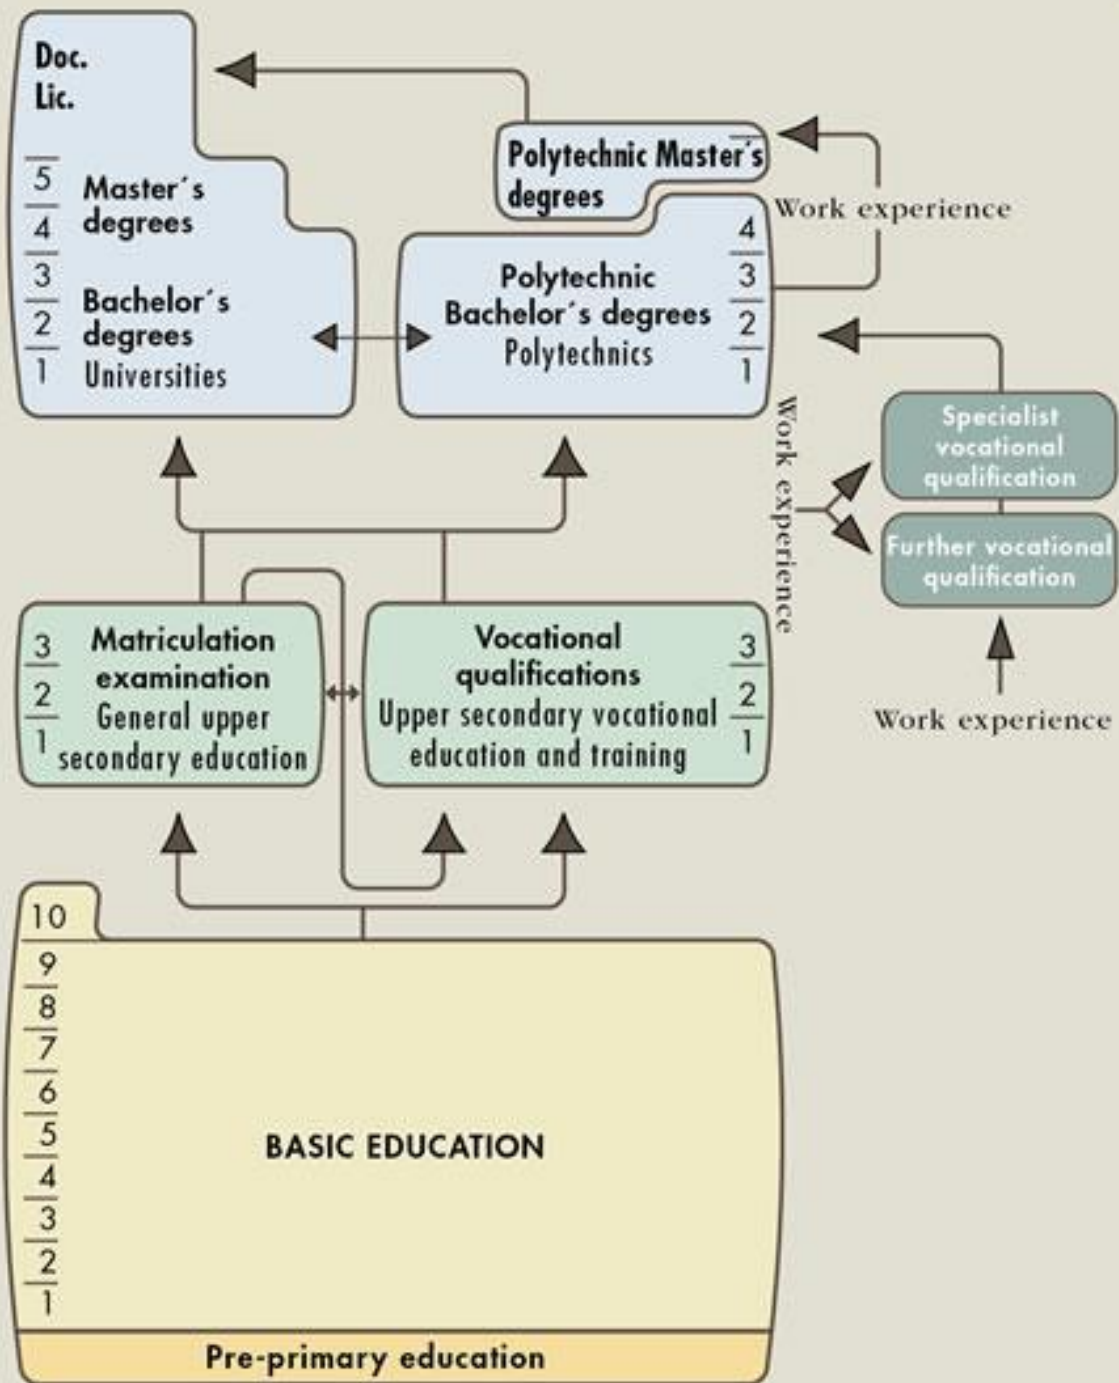 Doc.
Lic.
5
4
3
2
1
Master´s
degrees
Bachelor´s
degrees
Universities
Polytechnic Master´s
degrees
Work experience
4
3
2
1
Polytechnic
Bachelor´s degrees
Polytechnics
Work experience
Specialist
vocational
qualification
Further vocational
qualification
Work experience
3
2
1
Matriculation
examination
General upper
secondary education
Vocational
qualifications
Upper secondary vocational
education and training
3
2
1
10
9
8
7
6
5
4
3
2
1
BASIC EDUCATION
Pre-primary education